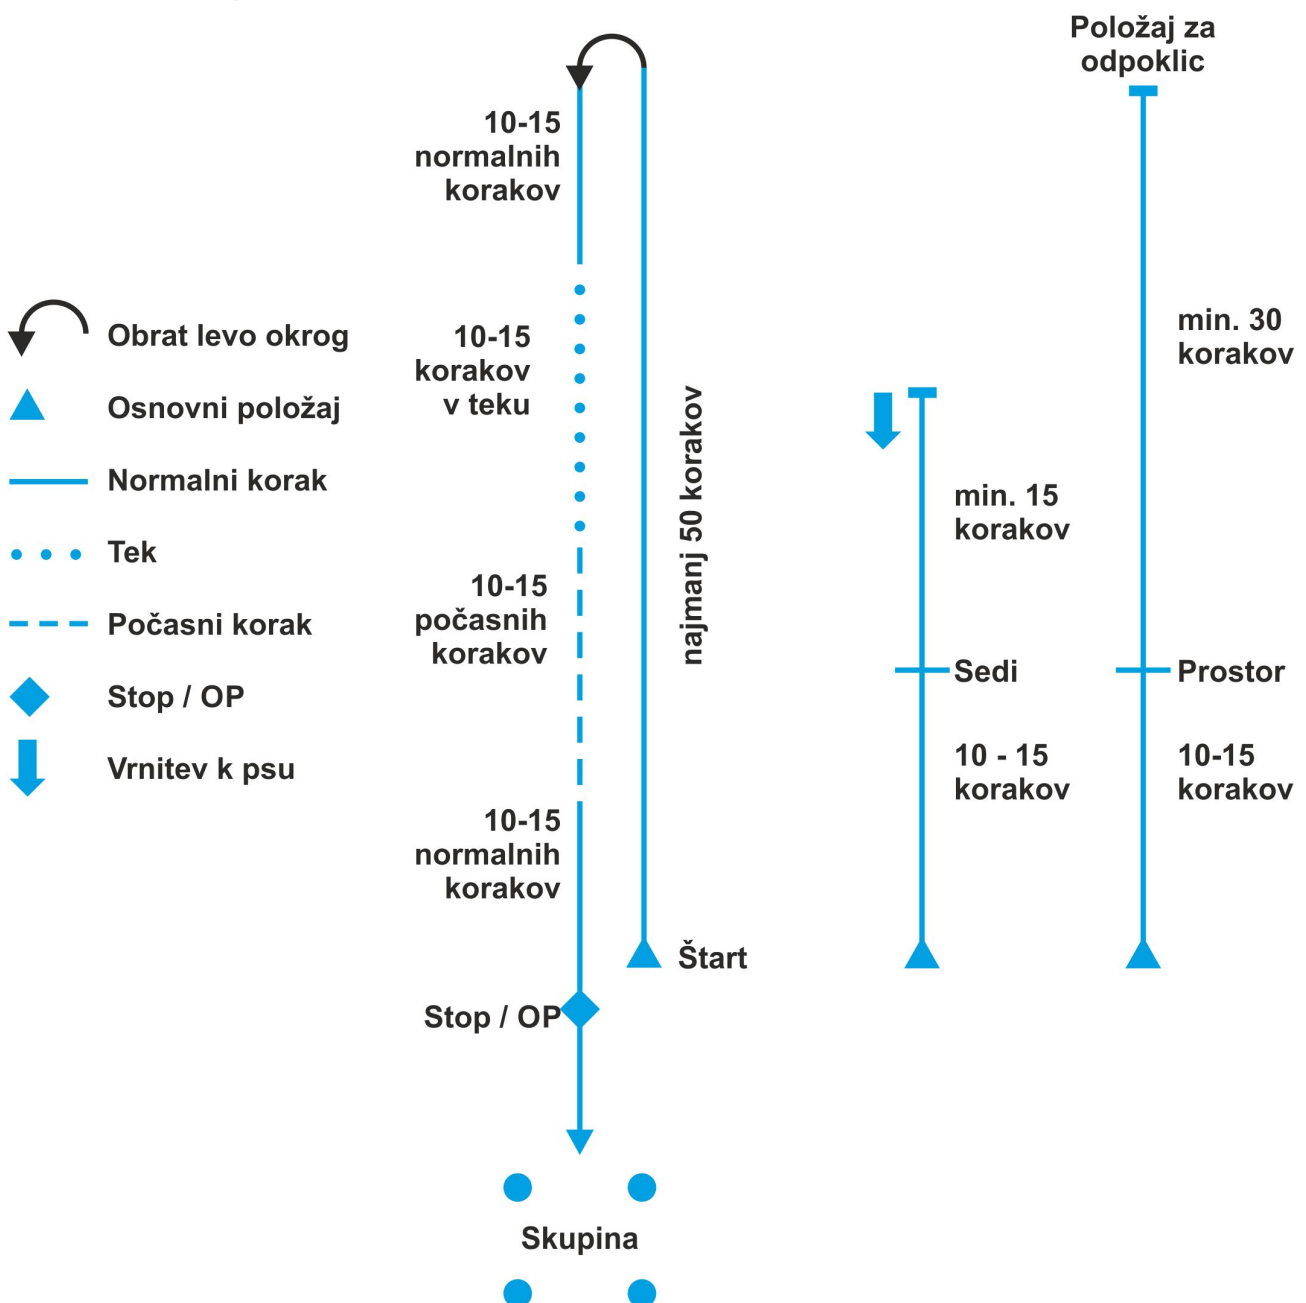 Položaj za
odpoklic
10-15
normalnih
korakov
min. 30
korakov
Obrat levo okrog
10-15
korakov
v teku
Osnovni položaj
najmanj 50 korakov
Normalni korak
min. 15
korakov
Tek
10-15
počasnih
korakov
Počasni korak
Sedi
Prostor
Stop / OP
Vrnitev k psu
10 - 15
korakov
10-15
korakov
10-15
normalnih
korakov
Štart
Stop / OP
Skupina